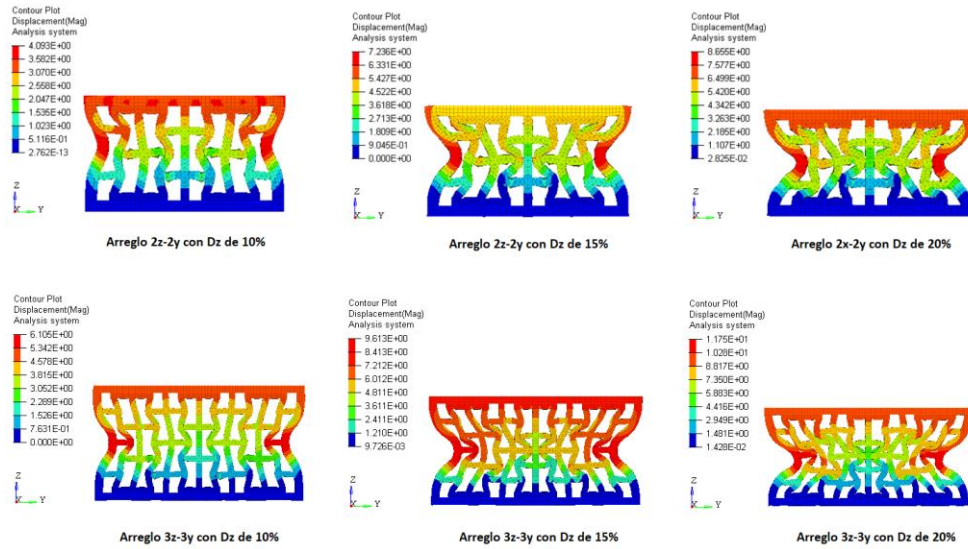 Contour Plot
Displacement(Mag)
Analysis system
4.093E+00
3.582E+00
3.070E+00
2.558E+00
2.047E+00
1.535E+00
1.023E+00
5.116E-01
2.762E-13
Z
X Y
Arreglo 2z-2y con Dz de 10%
Contour Plot
Displacement(Mag)
Analysis system
7.236E+00
6.331E+00
5.427E+00
4.522E+00
3.618E+00
2.713E+00
1.809E+00
9.045E-01
0.000E+00
Z
X Y
Arreglo 2z-2y con Dz de 15%
Contour Plot
Displacement(Mag)
Analysis system
8.655E+00
7.577E+00
6.499E+00
5.420E+00
4.342E+00
3.263E+00
2.185E+00
1.107E+00
2.825E-02
Z
X Y
Arreglo 2x-2y con Dz de 20%
Contour Plot
Displacement(Mag)
Analysis system
6.105E+00
5.342E+00
4.578E+00
3.815E+00
3.052E+00
2.289E+00
1.526E+00
7.631E-01
0.000E+00
Z
X Y
Arreglo 3z-3y con Dz de 10%
Contour Plot
Displacement(Mag)
Analysis system
9.613E+00
8.413E+00
7.212E+00
6.012E+00
4.811E+00
3.611E+00
2.411E+00
1.210E+00
9.726E-03
Z
X Y
Arreglo 3z-3y con Dz de 15%
Contour Plot
Displacement(Mag)
Analysis system
1.175E+01
1.028E+01
8.817E+00
7.350E+00
5.883E+00
4.416E+00
2.949E+00
1.481E+00
1.428E-02
Z
X Y
Arreglo 3z-3y con Dz de 20%